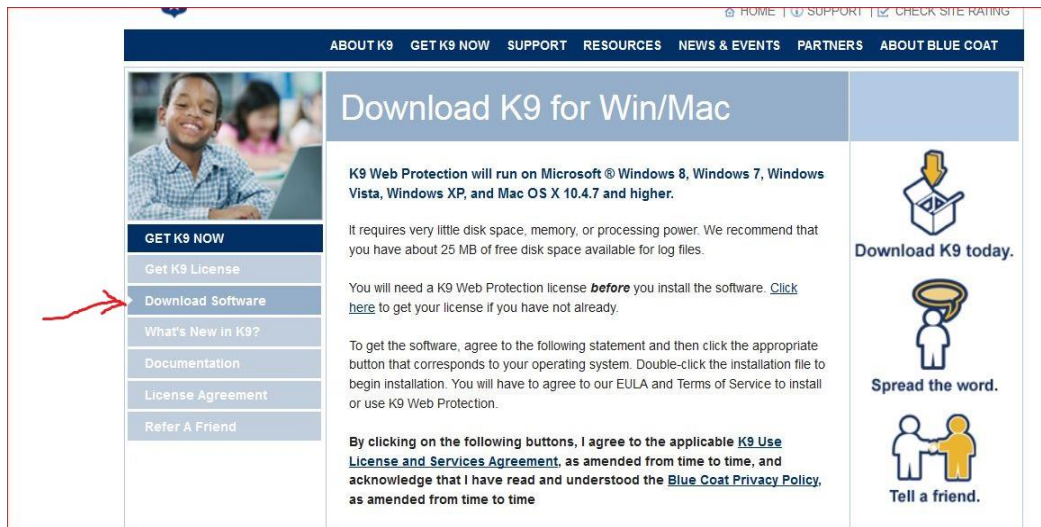 HOME | SUPPORT | CHECK SITE RATING
ABOUT K9 GET K9 NOW SUPPORT RESOURCES NEWS & EVENTS PARTNERS ABOUT BLUE COAT
Download K9 for Win/Mac
K9 Web Protection will run on Microsoft ® Windows 8, Windows 7, Windows
Vista, Windows XP, and Mac OS X 10.4.7 and higher.
It requires very little disk space, memory, or processing power. We recommend that
you have about 25 MB of free disk space available for log files.
You will need a K9 Web Protection license before you install the software. Click
here to get your license if you have not already.
To get the software, agree to the following statement and then click the appropriate
button that corresponds to your operating system. Double-click the installation file to
begin installation. You will have to agree to our EULA and Terms of Service to install
or use K9 Web Protection.
By clicking on the following buttons, I agree to the applicable K9 Use
License and Services Agreement, as amended from time to time, and
acknowledge that I have read and understood the Blue Coat Privacy Policy,
as amended from time to time
GET K9 NOW
Get K9 License
Download Software
What's New in K9?
Documentation
License Agreement
Refer A Friend
Download K9 today.
Spread the word.
Tell a friend.